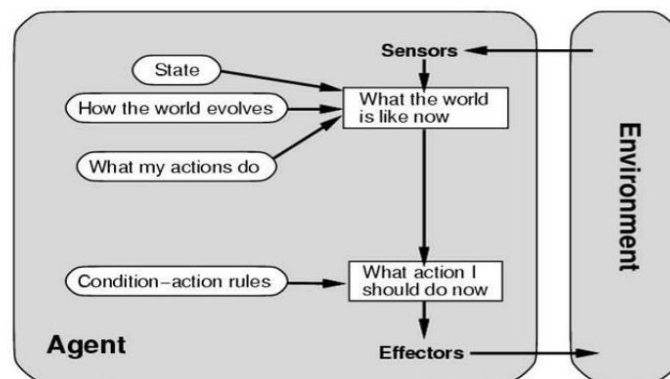 Sensors
State
How the world evolves
What the world
is like now
What my actions do
Condition−action rules
What action I
should do now
Agent
Effectors
Environment